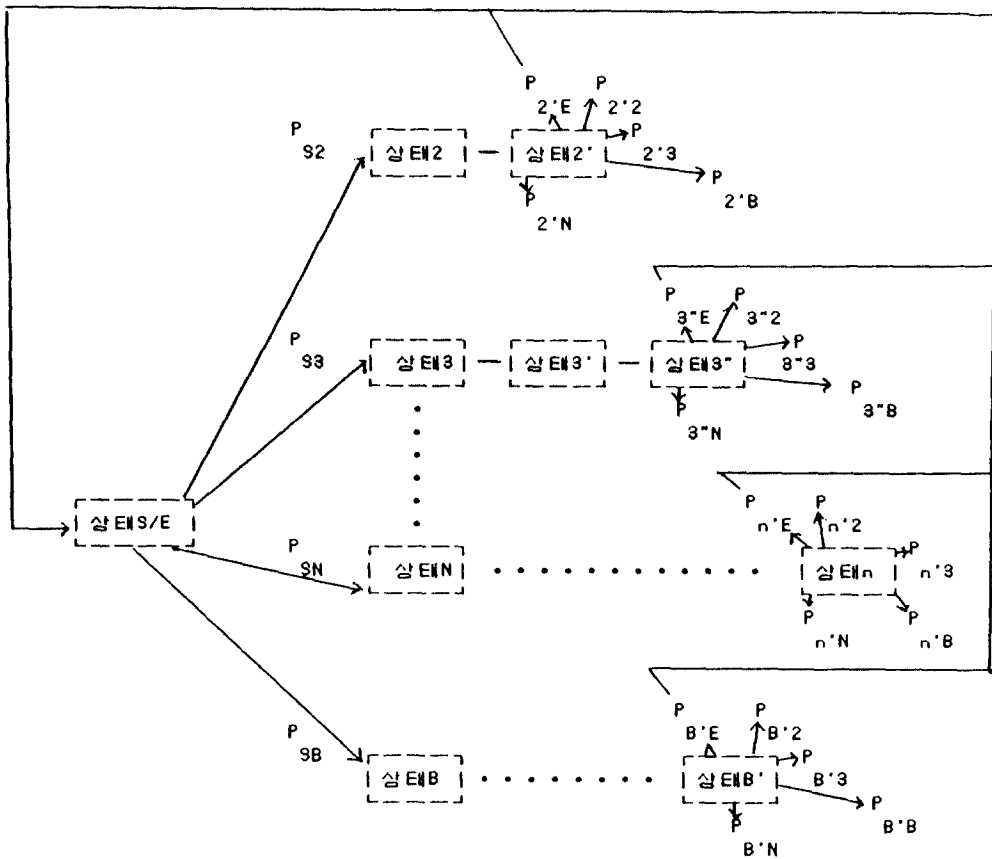 P P
2'E 2'2
P P
S2 상태2 상태2' 2'3
P P
2'N 2'B
P P
3"E 3"2
P P
S3 상태3 상태3' 상태3" 3"3
P P
3"N 3"B
P P
상태S/E n'E n'2
P P
SN 상태N 상태n n'3
P P
n'N n'B
P P
B'E B'2
P P
SB 상태B 상태B' B'3
P P
B'N B'B